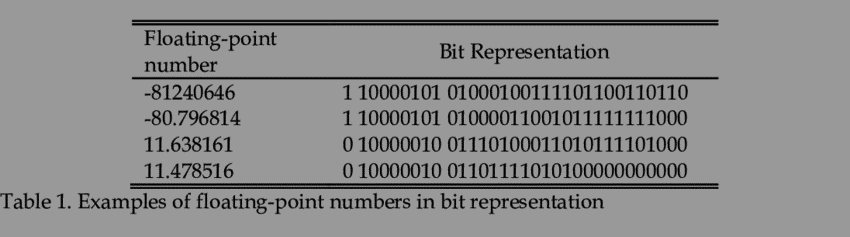 Floating-point
number
Bit Representation
-81240646 1 10000101 01000100111101100110110
-80.796814 1 10000101 01000011001011111111000
11.638161 0 10000010 01110100011010111101000
11.478516 0 10000010 01101111010100000000000
Table 1. Examples of floating-point numbers in bit representation